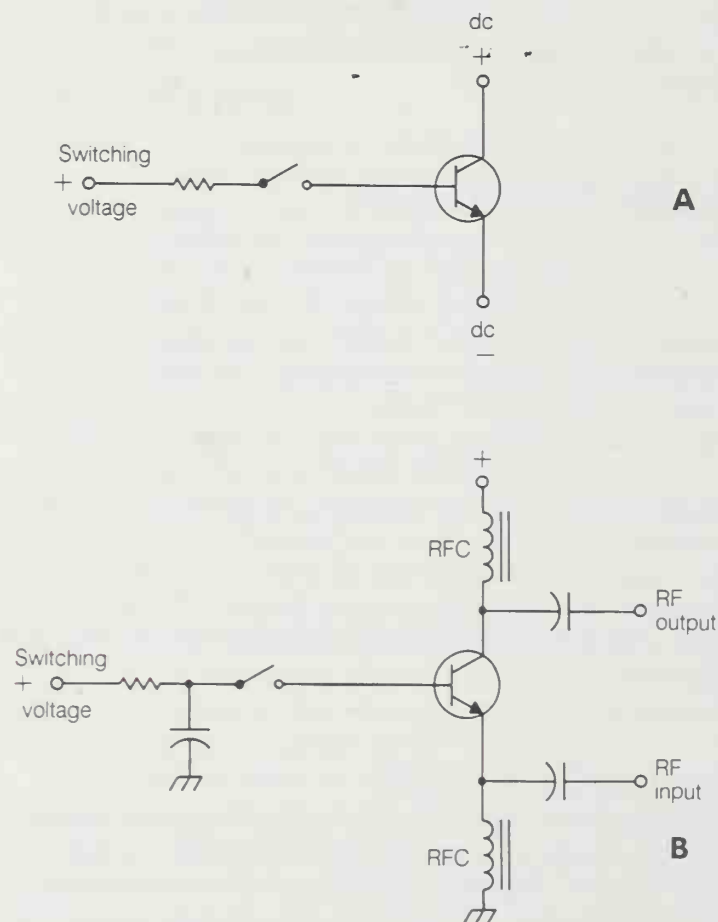 dc
+
Switching
+
voltage
A
dc
−
+
RFC
RF
output
Switching
+
voltage
RF
input
RFC
B